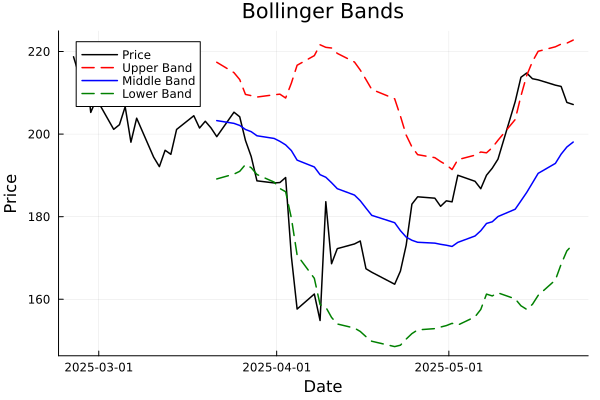 Bollinger Bands
Price
Upper Band
Middle Band
Lower Band
220
200
180
160
Price
2025-03-01
2025-04-01
2025-05-01
Date